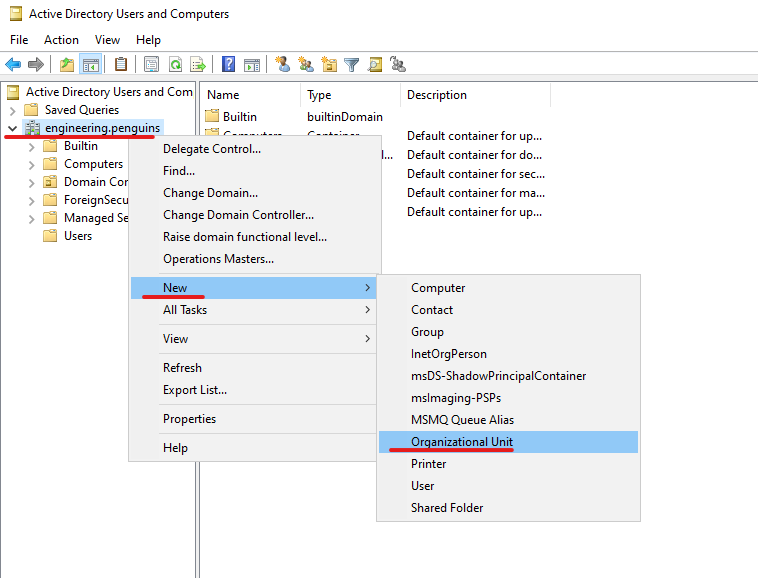 Active Directory Users and Computers
File Action View Help
Active Directory Users and Com
Saved Queries
engineering.penguins
Builtin
Computers
Domain Con
ForeignSecu
Managed Se
Users
Name Type Description
Builtin builtinDomain
Computers Container Default container for up...
Default container for do...
Default container for sec...
Default container for ma...
Default container for up...
Delegate Control...
Find...
Change Domain...
Change Domain Controller...
Raise domain functional level...
Operations Masters...
New
All Tasks
View
Refresh
Export List...
Properties
Help
Computer
Contact
Group
InetOrgPerson
msDS-ShadowPrincipalContainer
msImaging-PSPs
MSMQ Queue Alias
Organizational Unit
Printer
User
Shared Folder